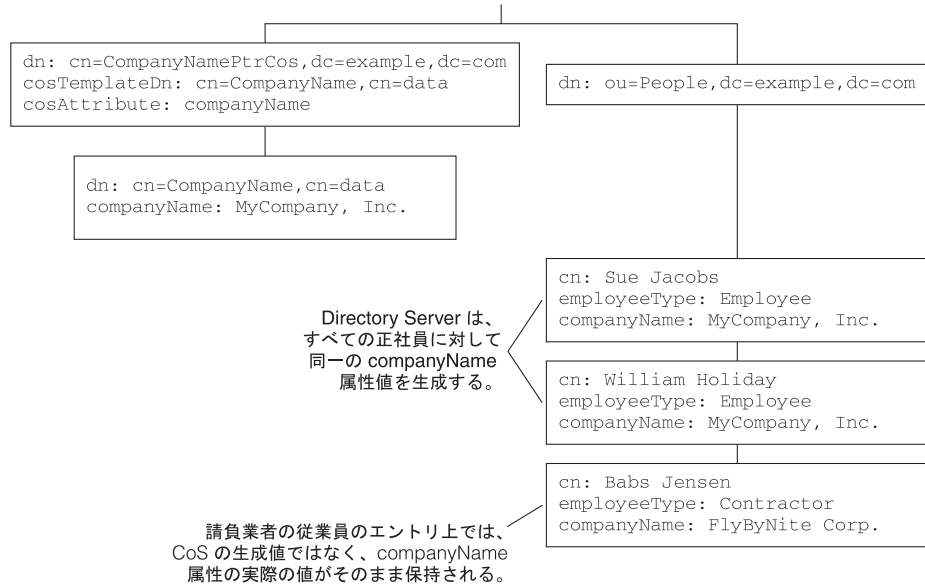 dn: cn=CompanyNamePtrCos,dc=example,dc=com
cosTemplateDn: cn=CompanyName,cn=data
cosAttribute: companyName
dn: ou=People,dc=example,dc=com
dn: cn=CompanyName,cn=data
companyName: MyCompany, Inc.
cn: Sue Jacobs
employeeType: Employee
companyName: MyCompany, Inc.
Directory Server は、
すべての正社員に対して
同一の companyName
属性値を生成する。
cn: William Holiday
employeeType: Employee
companyName: MyCompany, Inc.
cn: Babs Jensen
employeeType: Contractor
companyName: FlyByNite Corp.
請負業者の従業員のエントリ上では、
CoS の生成値ではなく、companyName
属性の実際の値がそのまま保持される。